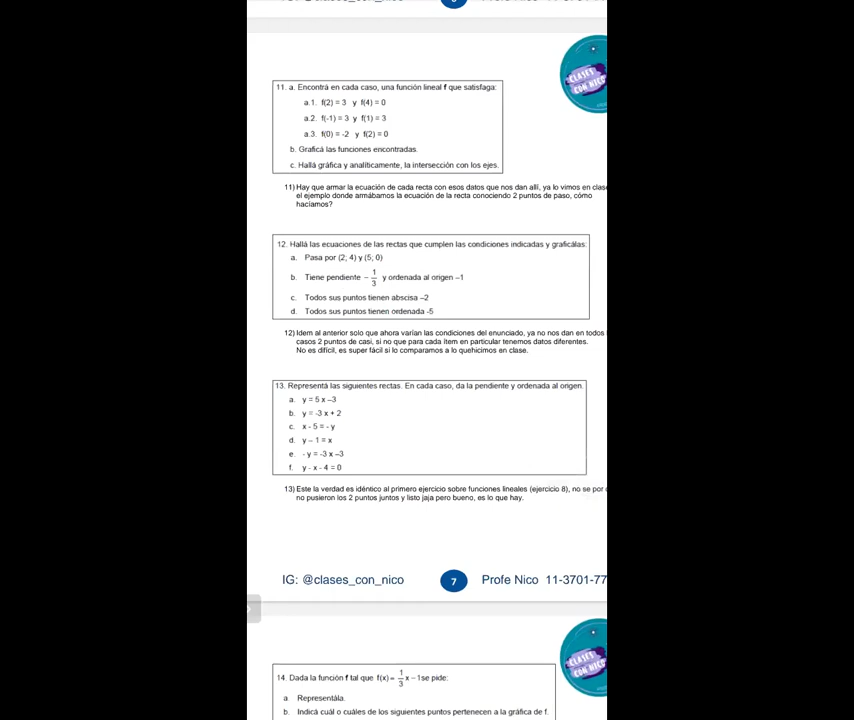 11. a. Encontrá en cada caso, una función lineal f que satisfaga:
a.1. f(2) = 3 y f(4) = 0
a.2. f(-1) = 3 y f(1) = 3
a.3. f(0) = -2 y f(2) = 0
b. Graficá las funciones encontradas.
c. Hallá gráfica y analíticamente, la intersección con los ejes.
CLASES
CON NICO
11) Hay que armar la ecuación de cada recta con esos datos que nos dan allí, ya lo vimos en clas
el ejemplo donde armábamos la ecuación de la recta conociendo 2 puntos de paso, cómo
hacíamos?
12. Hallá las ecuaciones de las rectas que cumplen las condiciones indicadas y graficálas:
a. Pasa por (2; 4) y (5; 0)
b. Tiene pendiente – 1/3 y ordenada al origen –1
c. Todos sus puntos tienen abscisa –2
d. Todos sus puntos tienen ordenada -5
12) Idem al anterior solo que ahora varían las condiciones del enunciado, ya no nos dan en todos
casos 2 puntos de casi, si no que para cada ítem en particular tenemos datos diferentes.
No es difícil, es super fácil si lo comparamos a lo quehicimos en clase.
13. Representá las siguientes rectas. En cada caso, da la pendiente y ordenada al origen.
a. y = 5 x –3
b. y = -3 x + 2
c. x - 5 = - y
d. y – 1 = x
e. - y = -3 x –3
f. y - x - 4 = 0
13) Este la verdad es idéntico al primero ejercicio sobre funciones lineales (ejercicio 8), no se por
no pusieron los 2 puntos juntos y listo jaja pero bueno, es lo que hay.
IG: @clases_con_nico 7 Profe Nico 11-3701-77
CLASES
CON NICO
14. Dada la función f tal que f(x) = 1/3 x – 1 se pide:
a Representála.
b. Indicá cuál o cuáles de los siguientes puntos pertenecen a la gráfica de f.